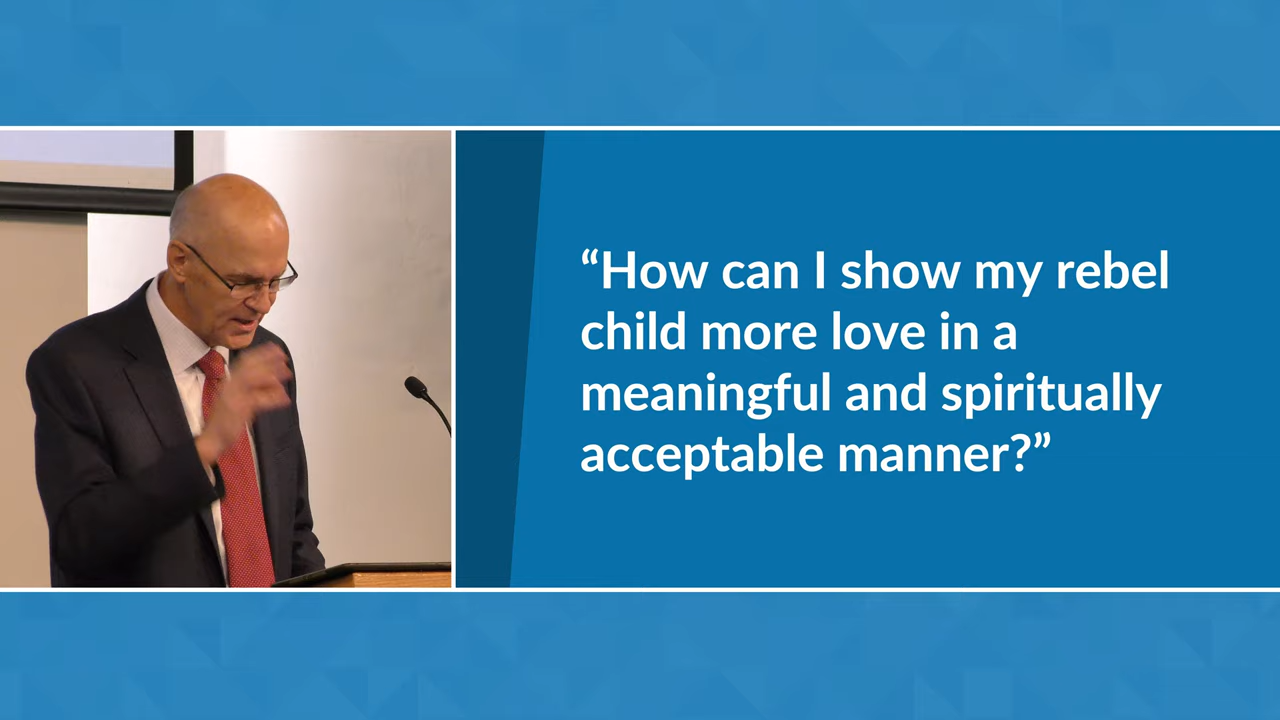 “How can I show my rebel
child more love in a
meaningful and spiritually
acceptable manner?”